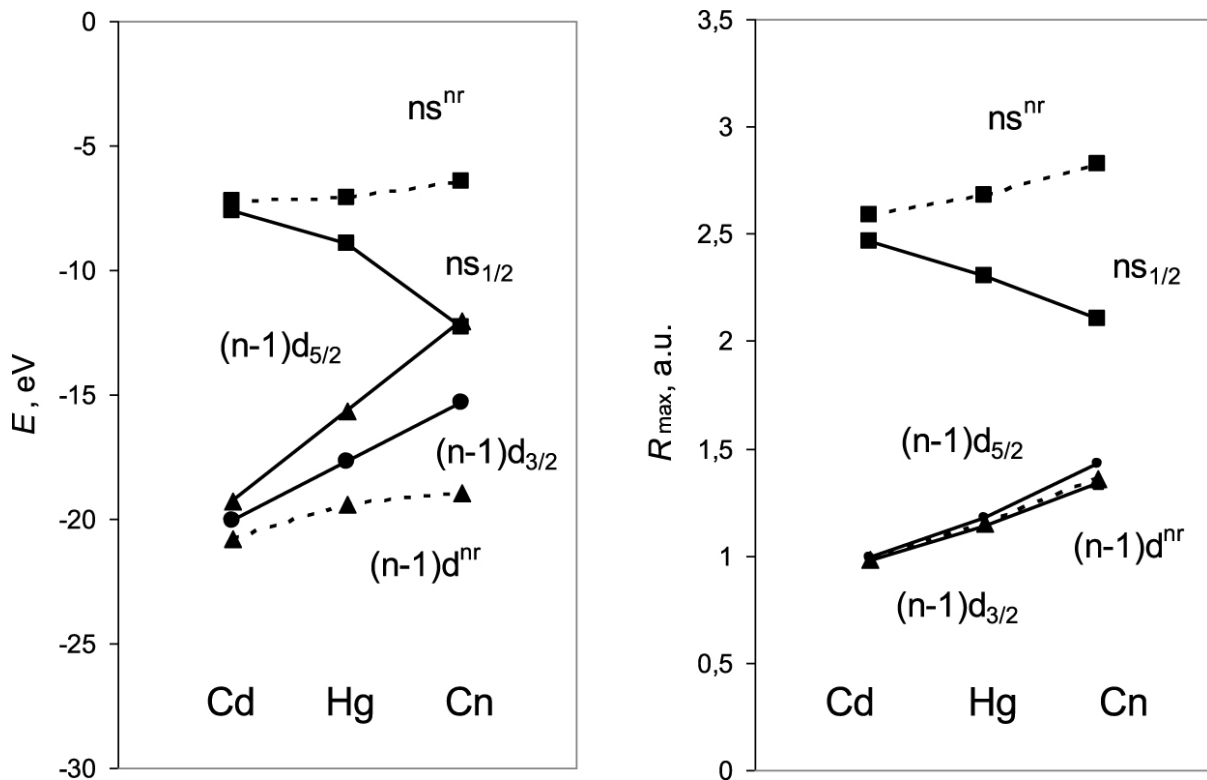 0
-5
-10
-15
-20
-25
-30
E, eV
ns^nr
ns_1/2
(n-1)d_5/2
(n-1)d_3/2
(n-1)d^nr
Cd Hg Cn
3,5
3
2,5
2
1,5
1
0,5
0
R_max, a.u.
ns^nr
ns_1/2
(n-1)d_5/2
(n-1)d^nr
(n-1)d_3/2
Cd Hg Cn